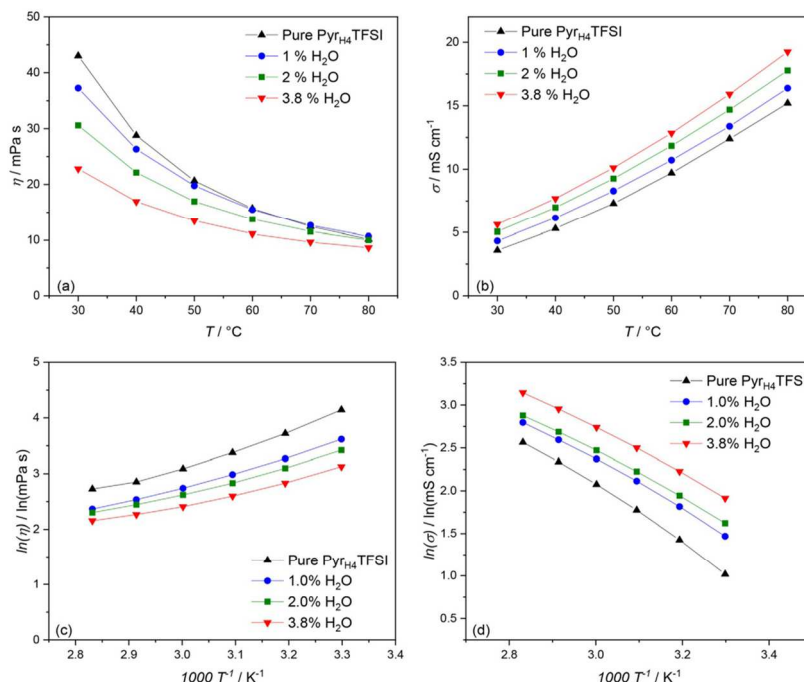 50
40
30
20
10
0
η / mPa s
Pure Pyr_H4TFSI
1 % H₂O
2 % H₂O
3.8 % H₂O
(a)
30 40 50 60 70 80
T / °C
20
15
10
5
0
σ / mS cm⁻¹
Pure Pyr_H4TFSI
1 % H₂O
2 % H₂O
3.8 % H₂O
(b)
30 40 50 60 70 80
T / °C
5
4
3
2
1
0
ln(η) / ln(mPa s)
Pure Pyr_H4TFSI
1.0% H₂O
2.0% H₂O
3.8% H₂O
(c)
2.8 2.9 3.0 3.1 3.2 3.3 3.4
1000 T⁻¹ / K⁻¹
3.5
3.0
2.5
2.0
1.5
1.0
0.5
ln(σ) / ln(mS cm⁻¹)
Pure Pyr_H4TFSI
1.0% H₂O
2.0% H₂O
3.8% H₂O
(d)
2.8 3.0 3.2 3.4
1000 T⁻¹ / K⁻¹